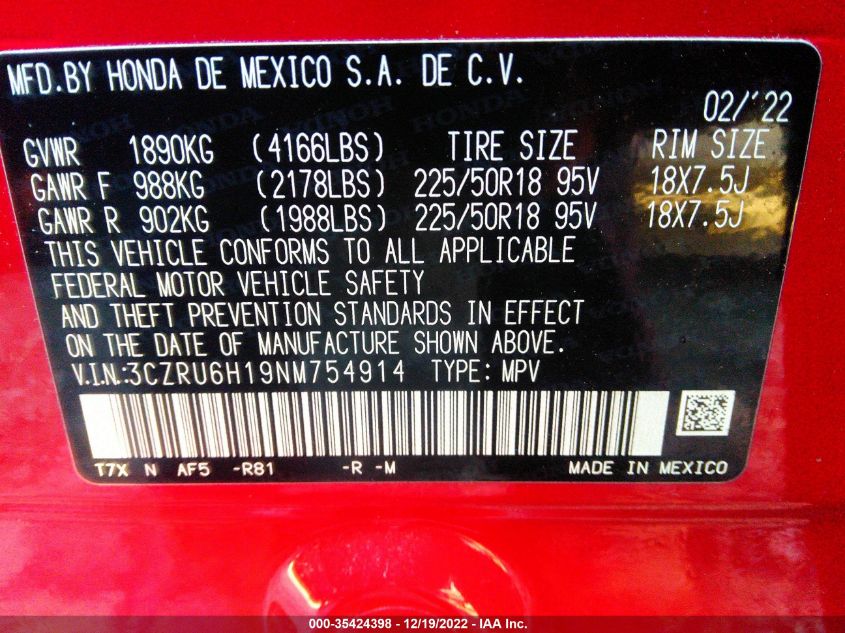 MFD. BY HONDA DE MEXICO S.A. DE C.V.
02/'22
GVWR 1890KG (4166LBS) TIRE SIZE RIM SIZE
GAWR F 988KG (2178LBS) 225/50R18 95V 18X7.5J
GAWR R 902KG (1988LBS) 225/50R18 95V 18X7.5J
THIS VEHICLE CONFORMS TO ALL APPLICABLE
FEDERAL MOTOR VEHICLE SAFETY
AND THEFT PREVENTION STANDARDS IN EFFECT
ON THE DATE OF MANUFACTURE SHOWN ABOVE.
V.I.N.:3CZRU6H19NM754914 TYPE: MPV
T7X N AF5 -R81 -R -M MADE IN MEXICO
000-35424398 - 12/19/2022 - IAA Inc.